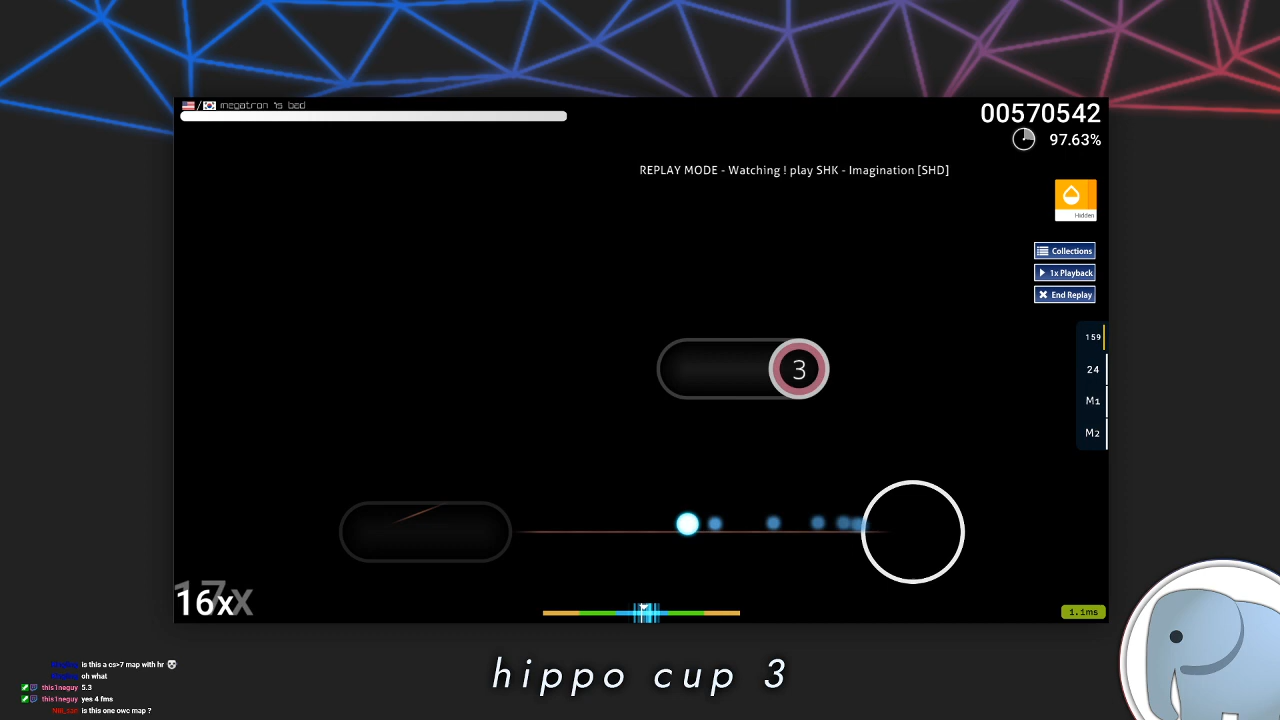 megatron is bad
00570542
97.63%
REPLAY MODE - Watching ! play SHK - Imagination [SHD]
Hidden
Collections
1x Playback
End Replay
159
24
M1
M2
3
16x
1.1ms
hippo cup 3
is this a cs>7 map with hr
oh what
this1neguy 5.3
this1neguy yes 4 fms
is this one owc map ?